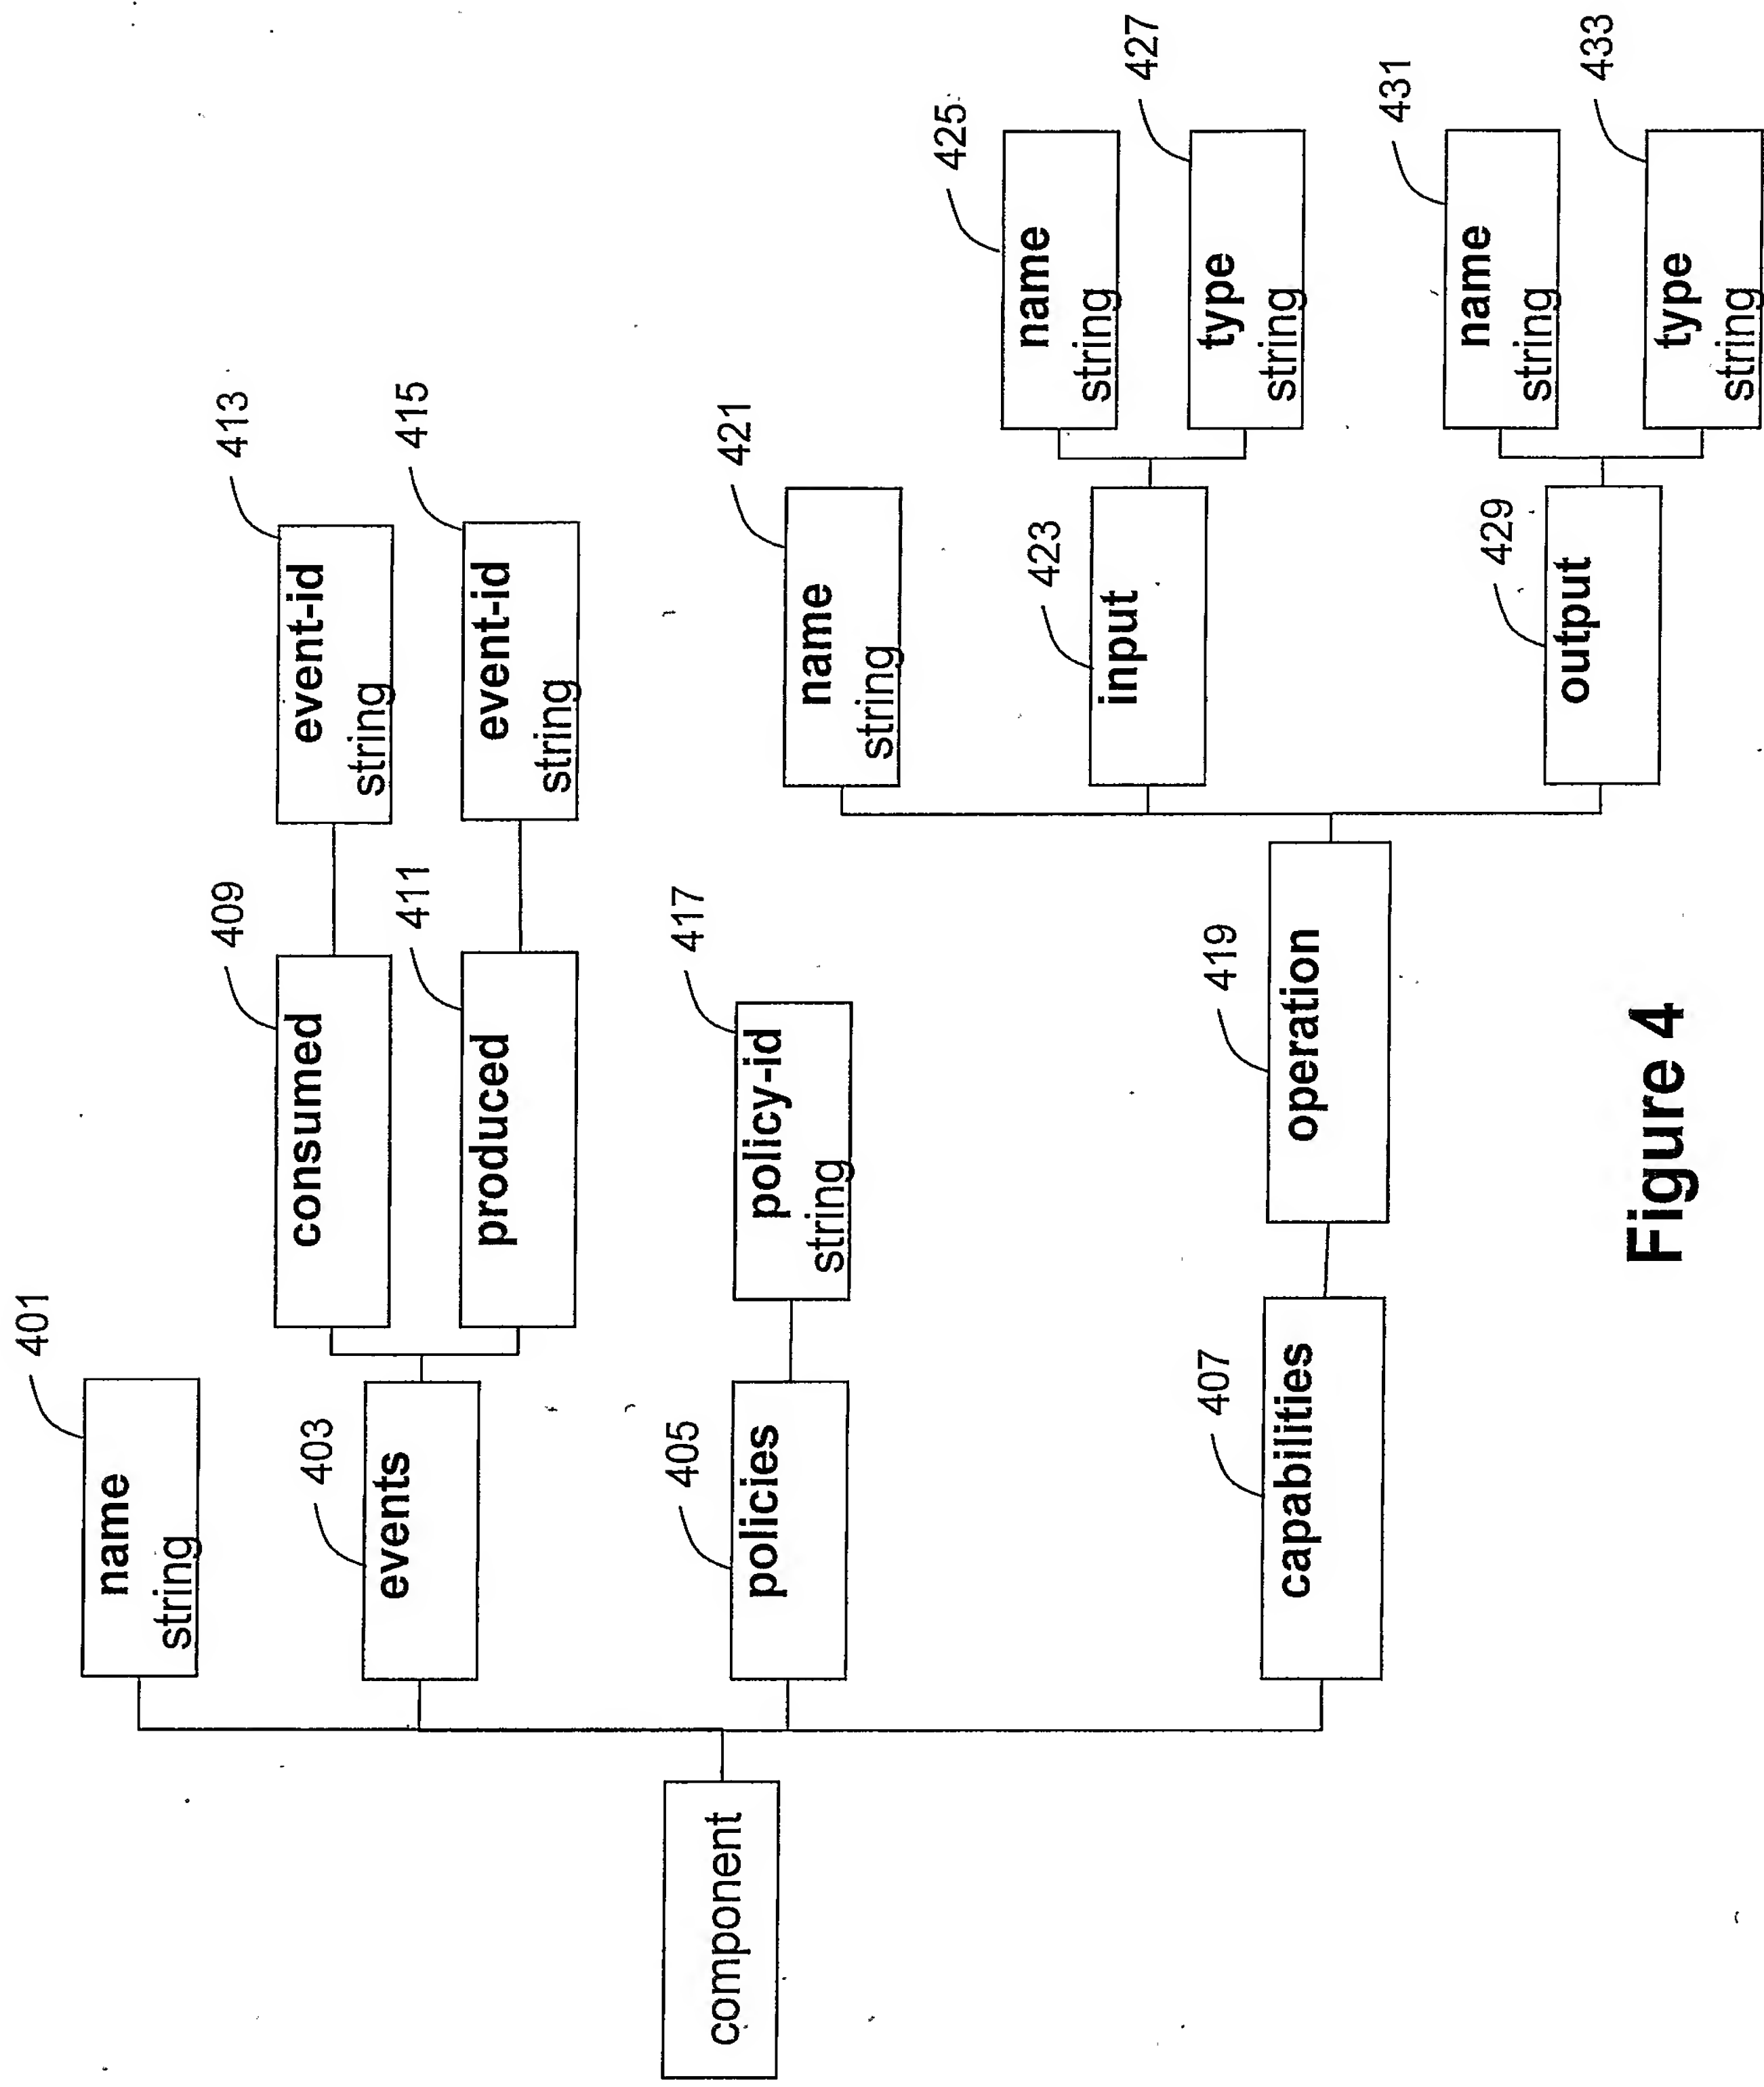 401
name
string
403
events
409
consumed
413
event-id
string
411
produced
415
event-id
string
component
405
policies
417
policy-id
string
407
capabilities
419
operation
421
name
string
423
input
425
name
string
427
type
string
429
output
431
name
string
433
type
string
Figure 4